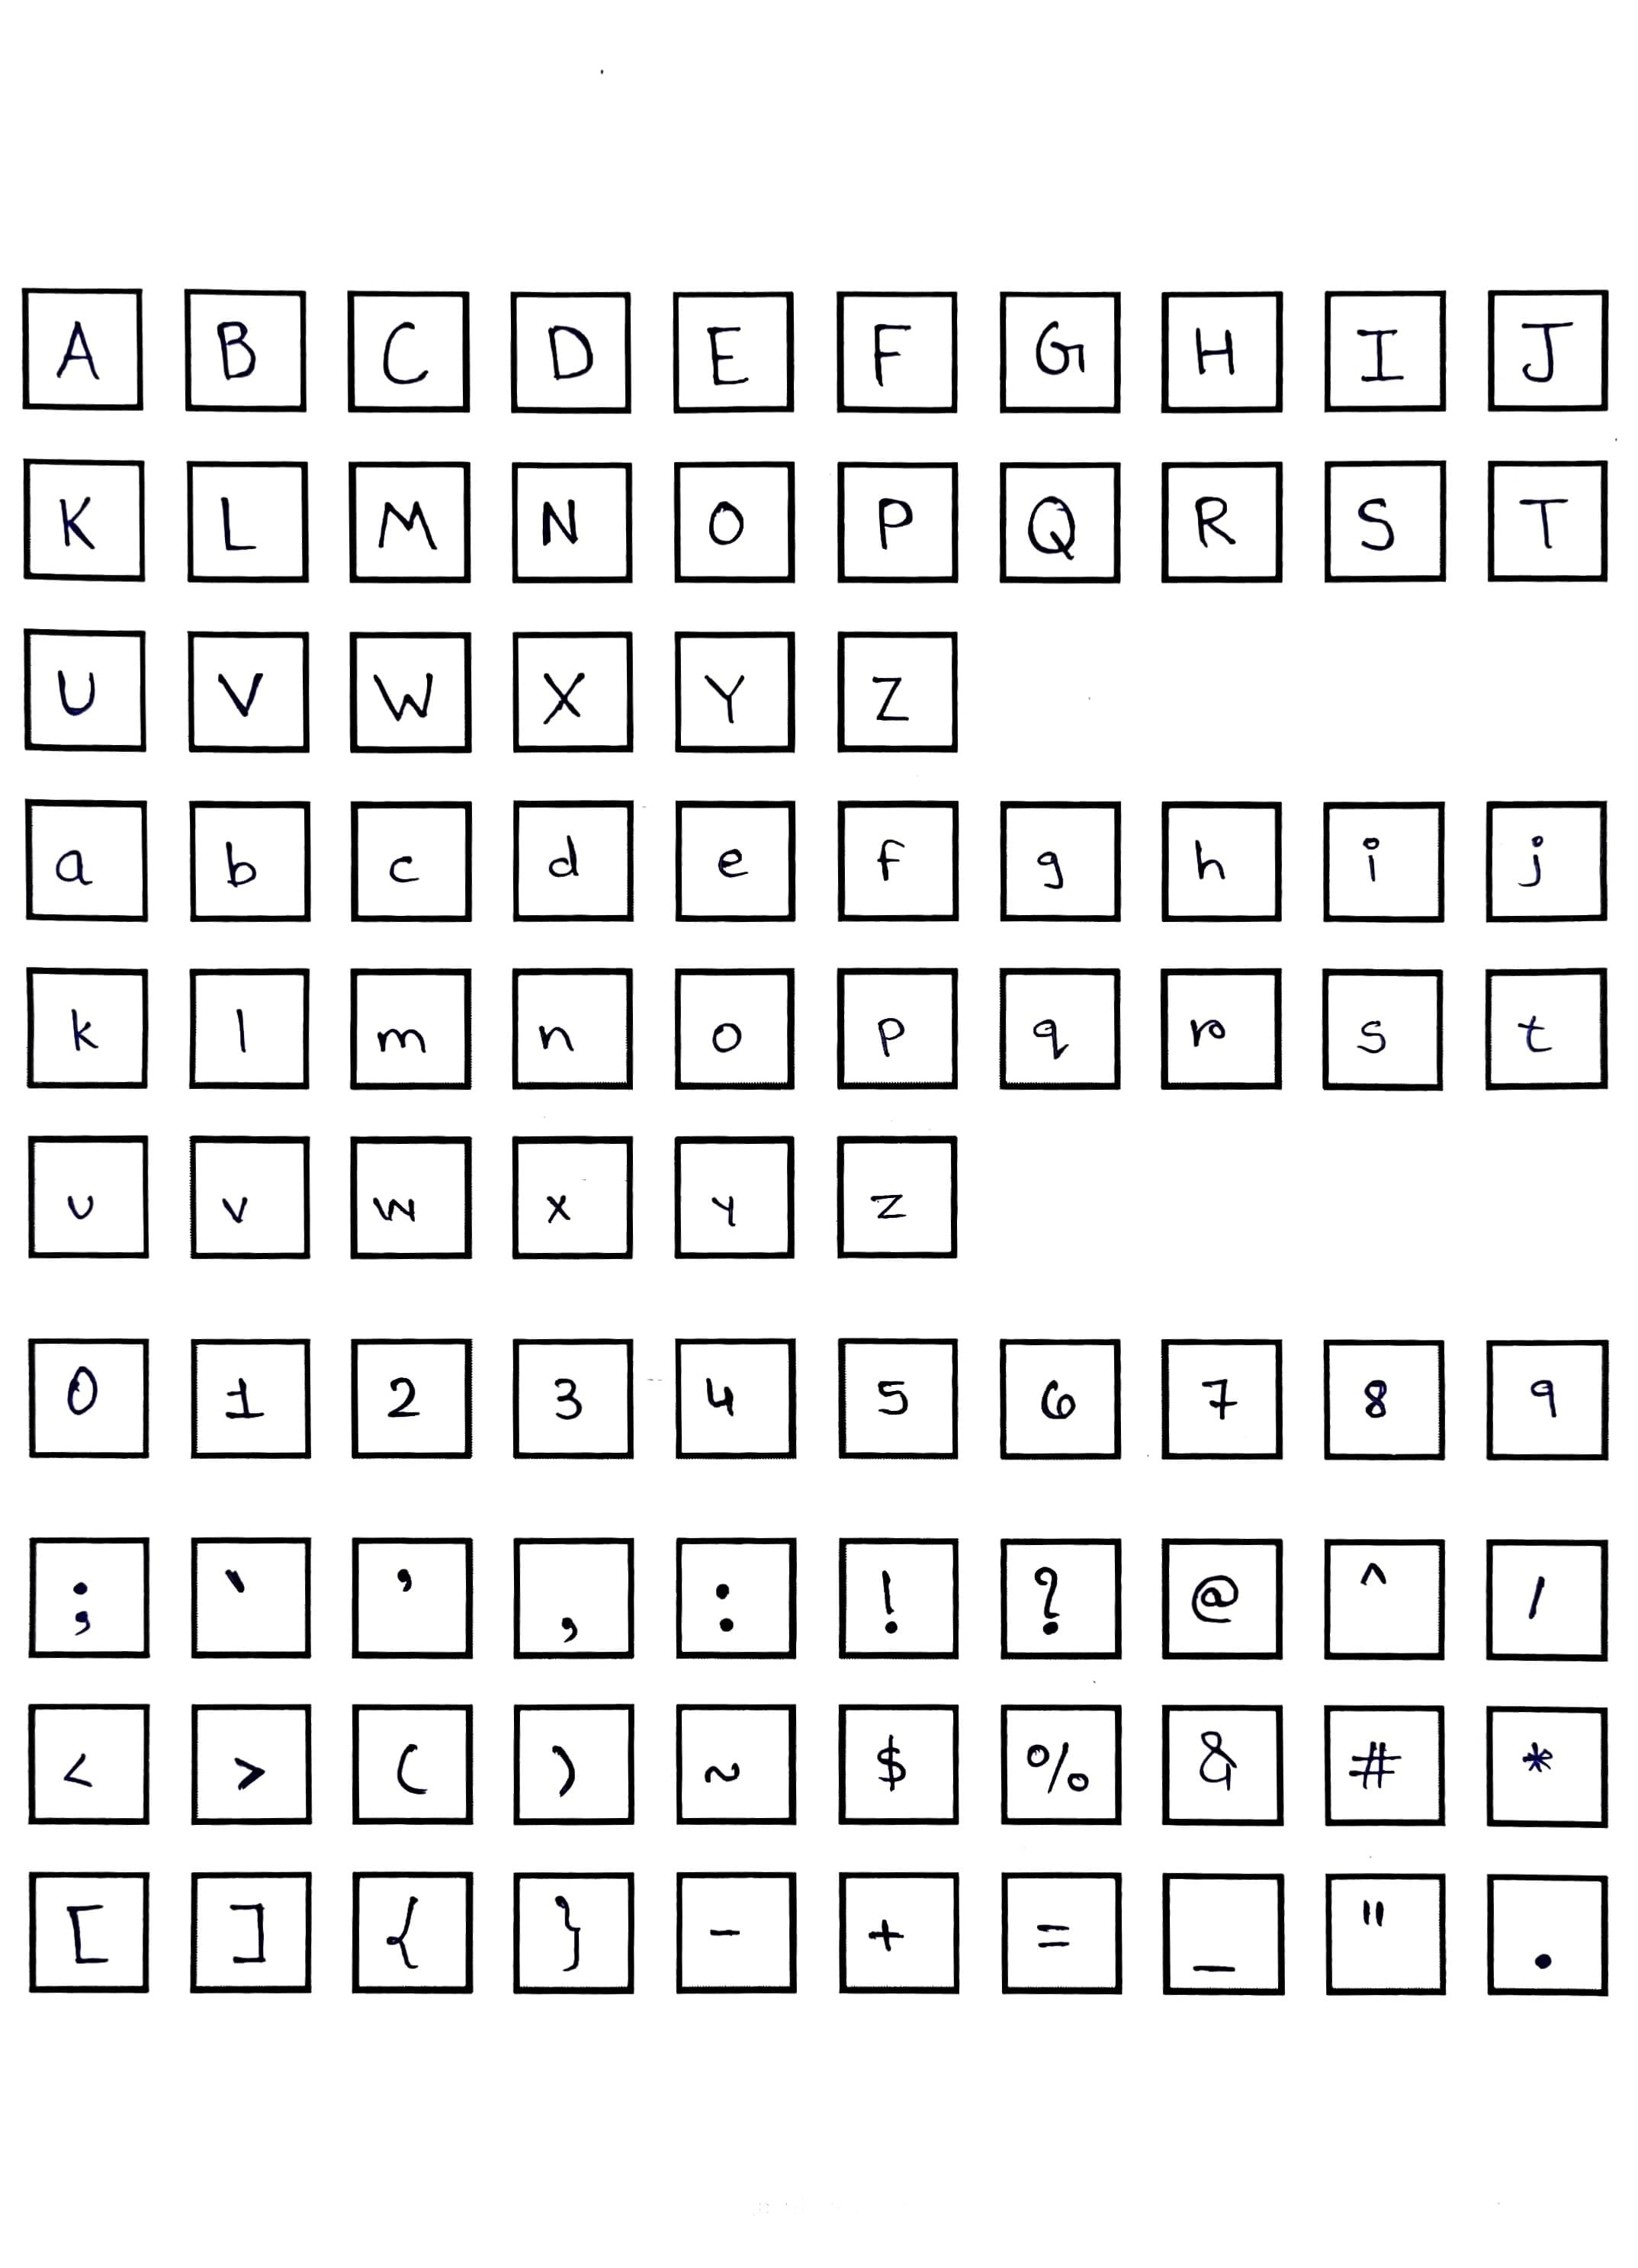 A B C D E F G H I J
K L M N O P Q R S T
U V W X Y Z
a b c d e f g h i j
k l m n o p q r s t
u v w x y z
0 1 2 3 4 5 6 7 8 9
; ` ' , : ! ? @ ^ /
< > ( ) ~ $ % & # *
[ ] { } - + = _ " .